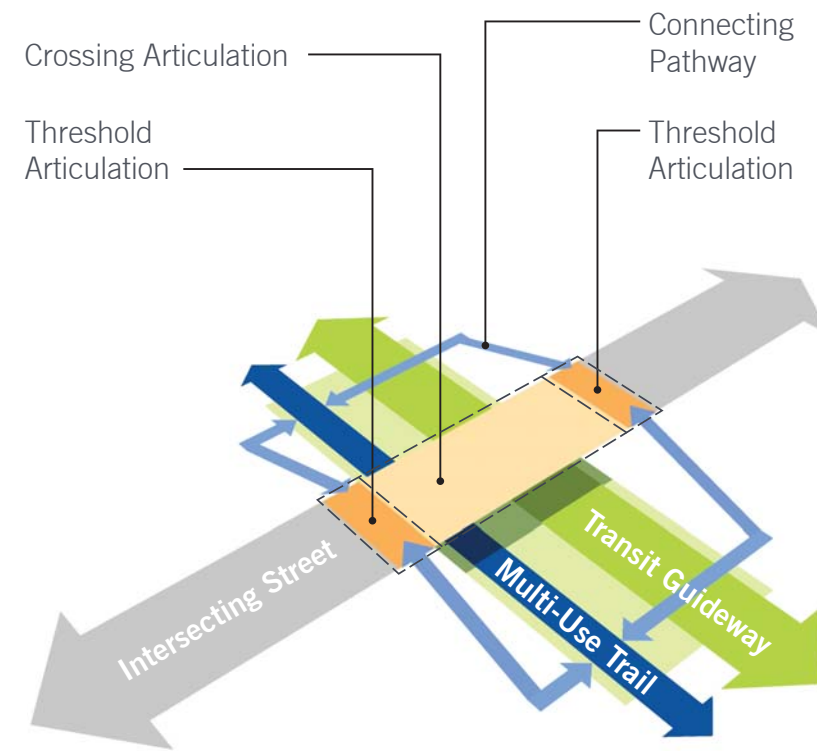 Connecting
Pathway
Crossing Articulation
Threshold
Articulation
Threshold
Articulation
Intersecting Street
Transit Guideway
Multi-Use Trail